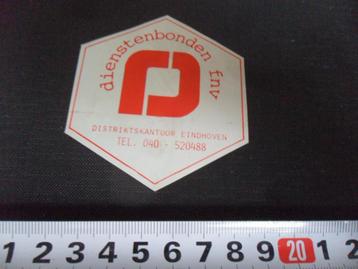 dienstenbonden fnv
DISTRIKTSKANTOOR EINDHOVEN
TEL. 040 - 520488
1 2 3 4 5 6 7 8 9 20 1 2